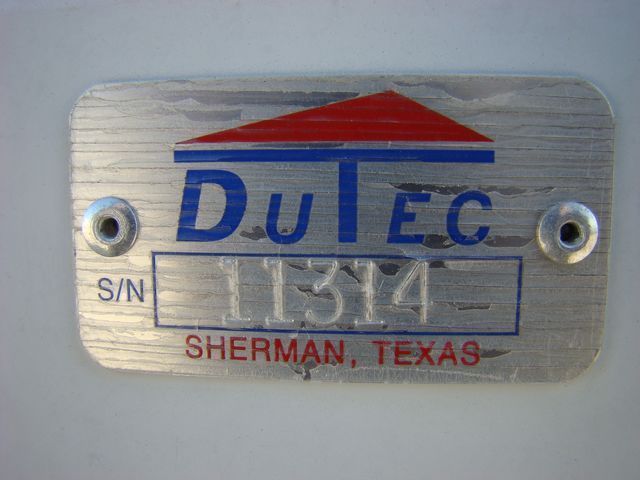 DUTEC
S/N 11314
SHERMAN, TEXAS